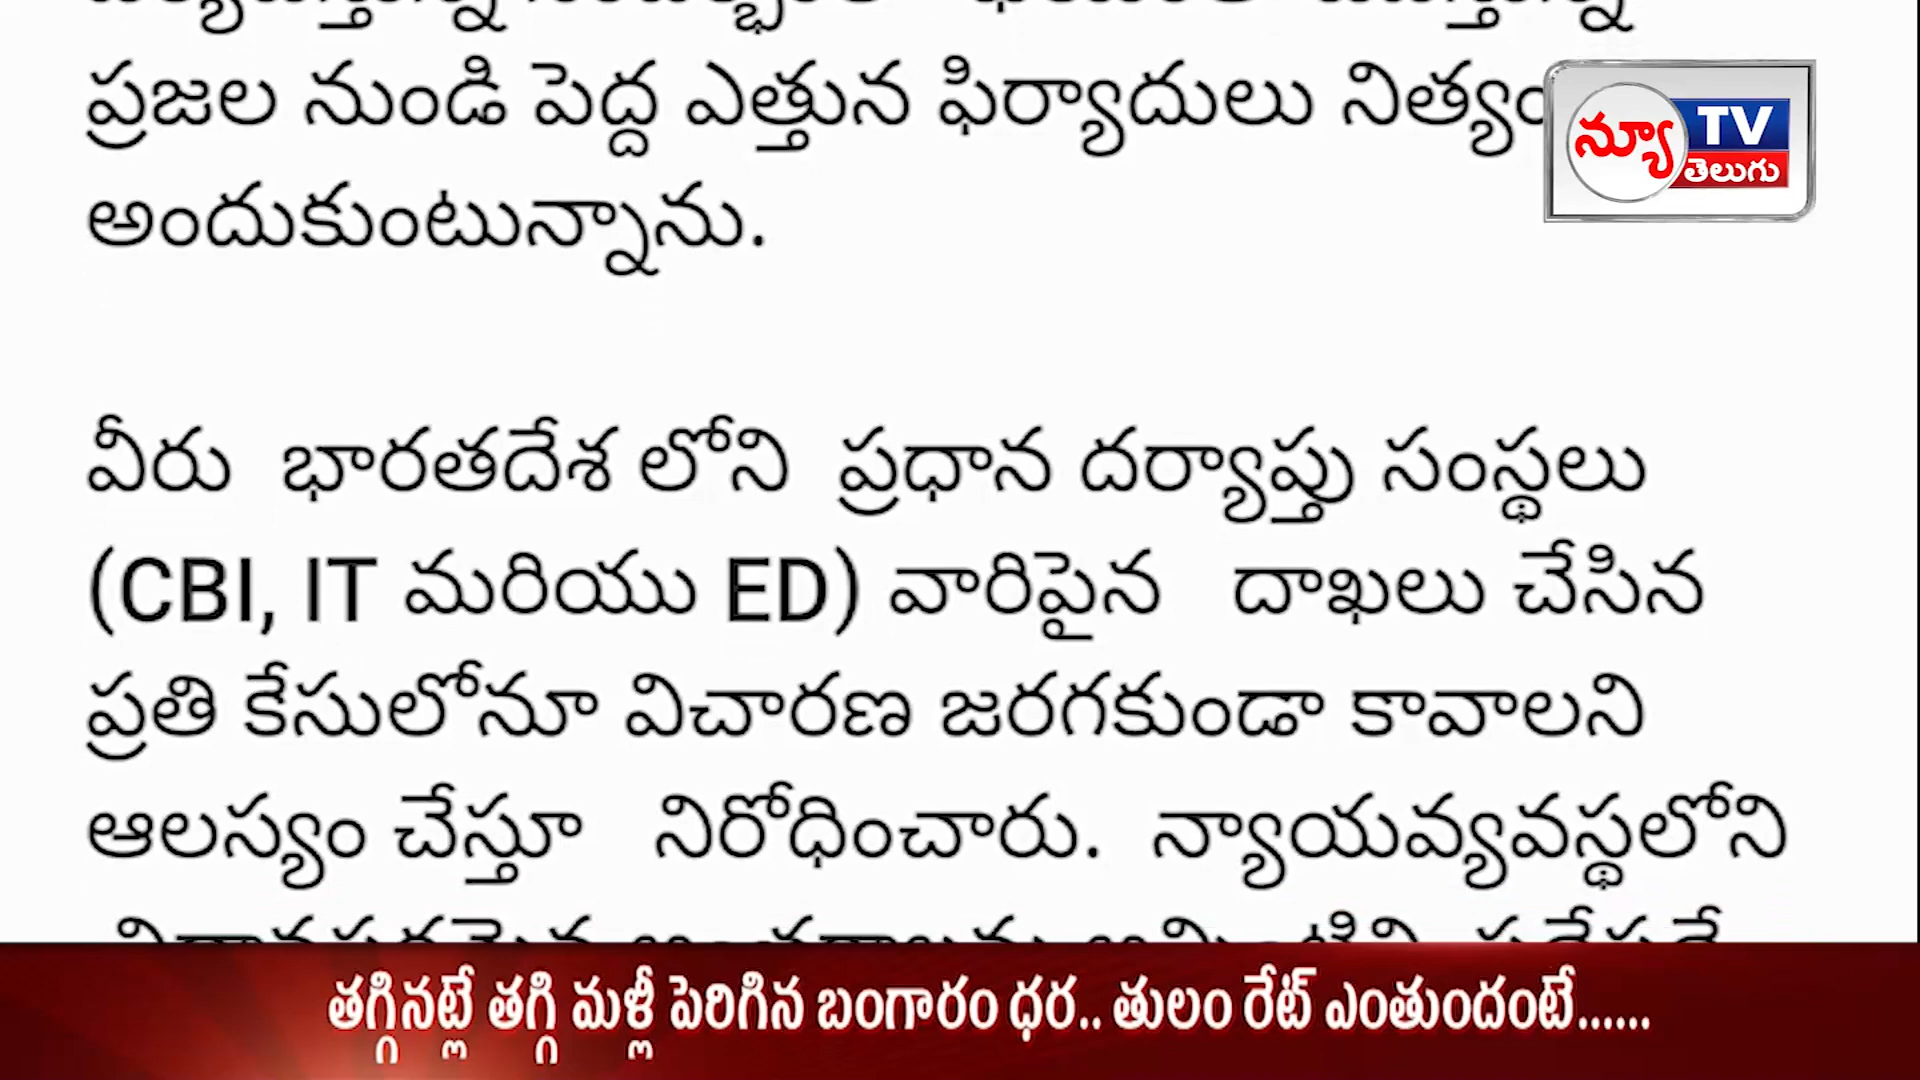 ప్రజల నుండి పెద్ద ఎత్తున ఫిర్యాదులు నిత్యం
అందుకుంటున్నాను.
న్యూ TV
తెలుగు
వీరు భారతదేశ లోని ప్రధాన దర్యాప్తు సంస్థలు
(CBI, IT మరియు ED) వారిపైన దాఖలు చేసిన
ప్రతి కేసులోనూ విచారణ జరగకుండా కావాలని
ఆలస్యం చేస్తూ నిరోధించారు. న్యాయవ్యవస్థలోని
తగ్గినట్లే తగ్గి మళ్లీ పెరిగిన బంగారం ధర.. తులం రేట్ ఎంతుందంటే......